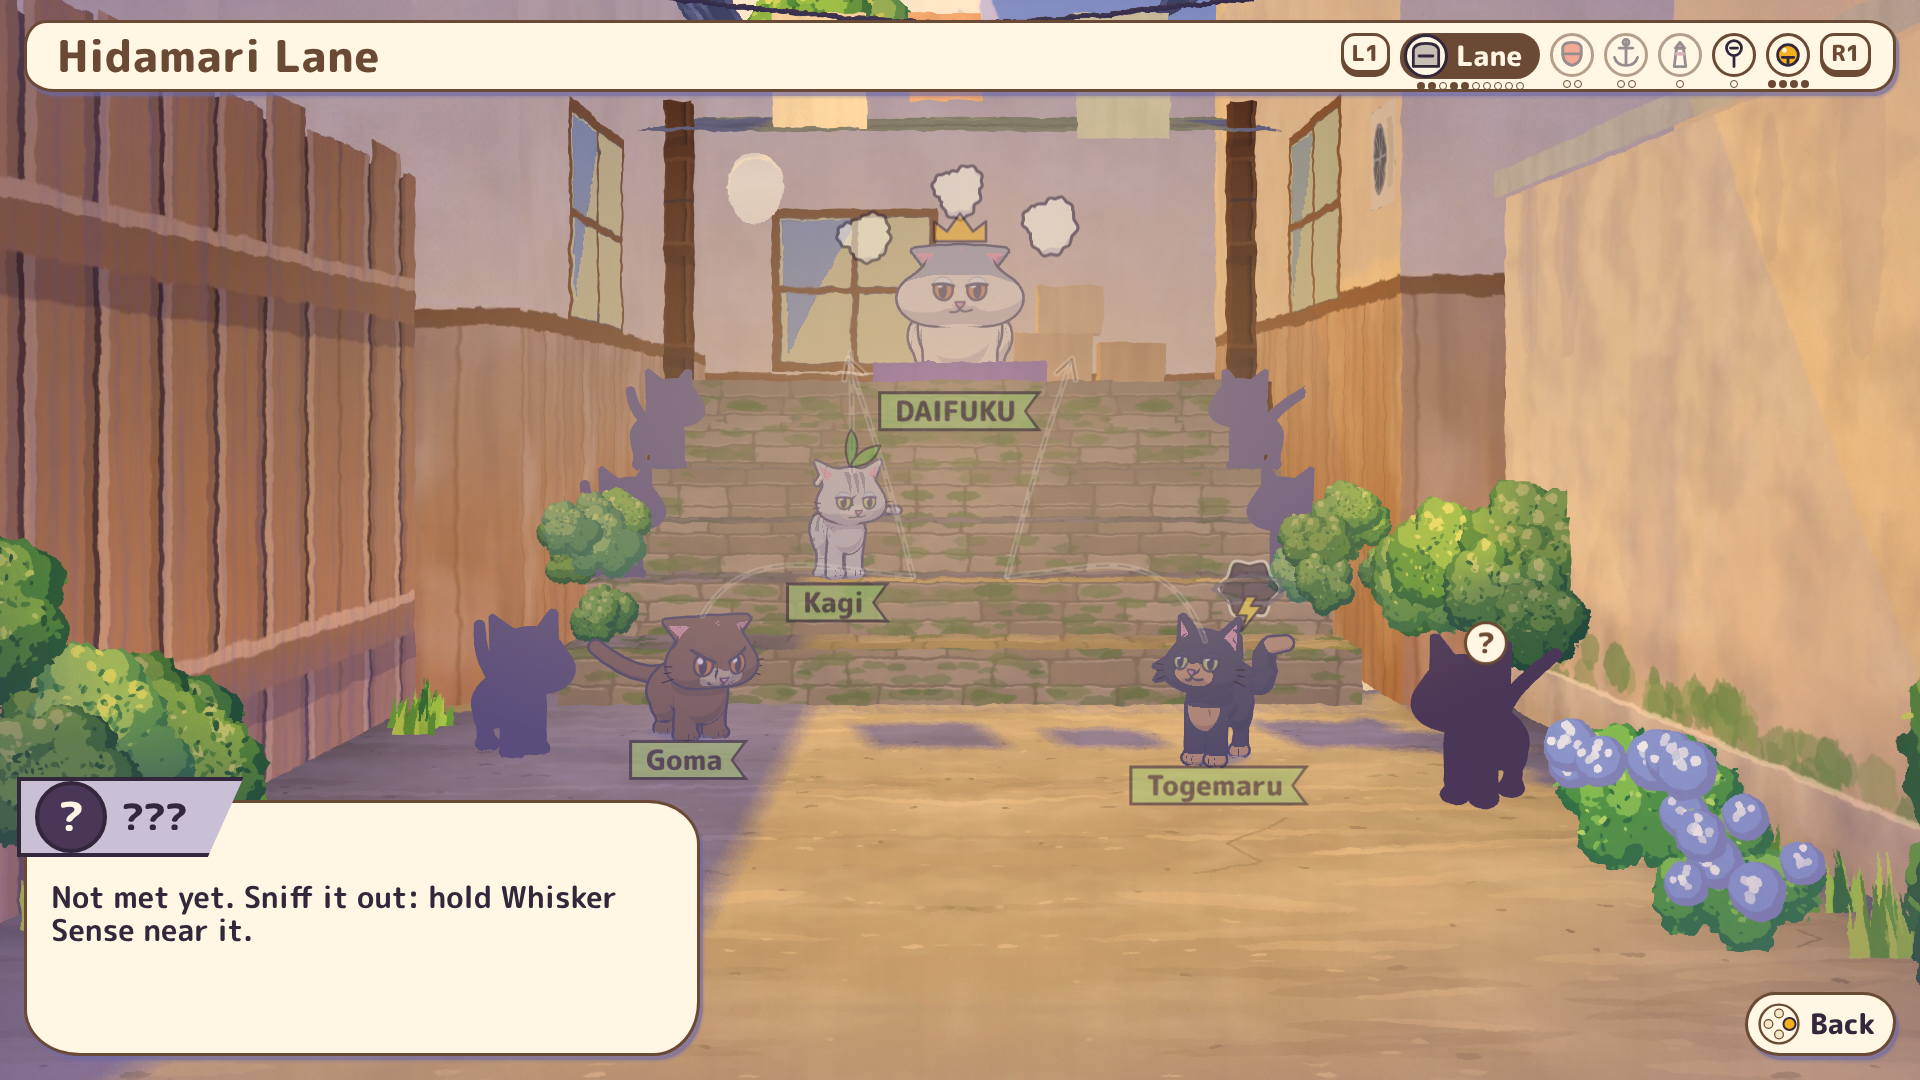 Hidamari Lane
L1
Lane
R1
DAIFUKU
Kagi
Goma
Togemaru
?
? ???
Not met yet. Sniff it out: hold Whisker
Sense near it.
Back